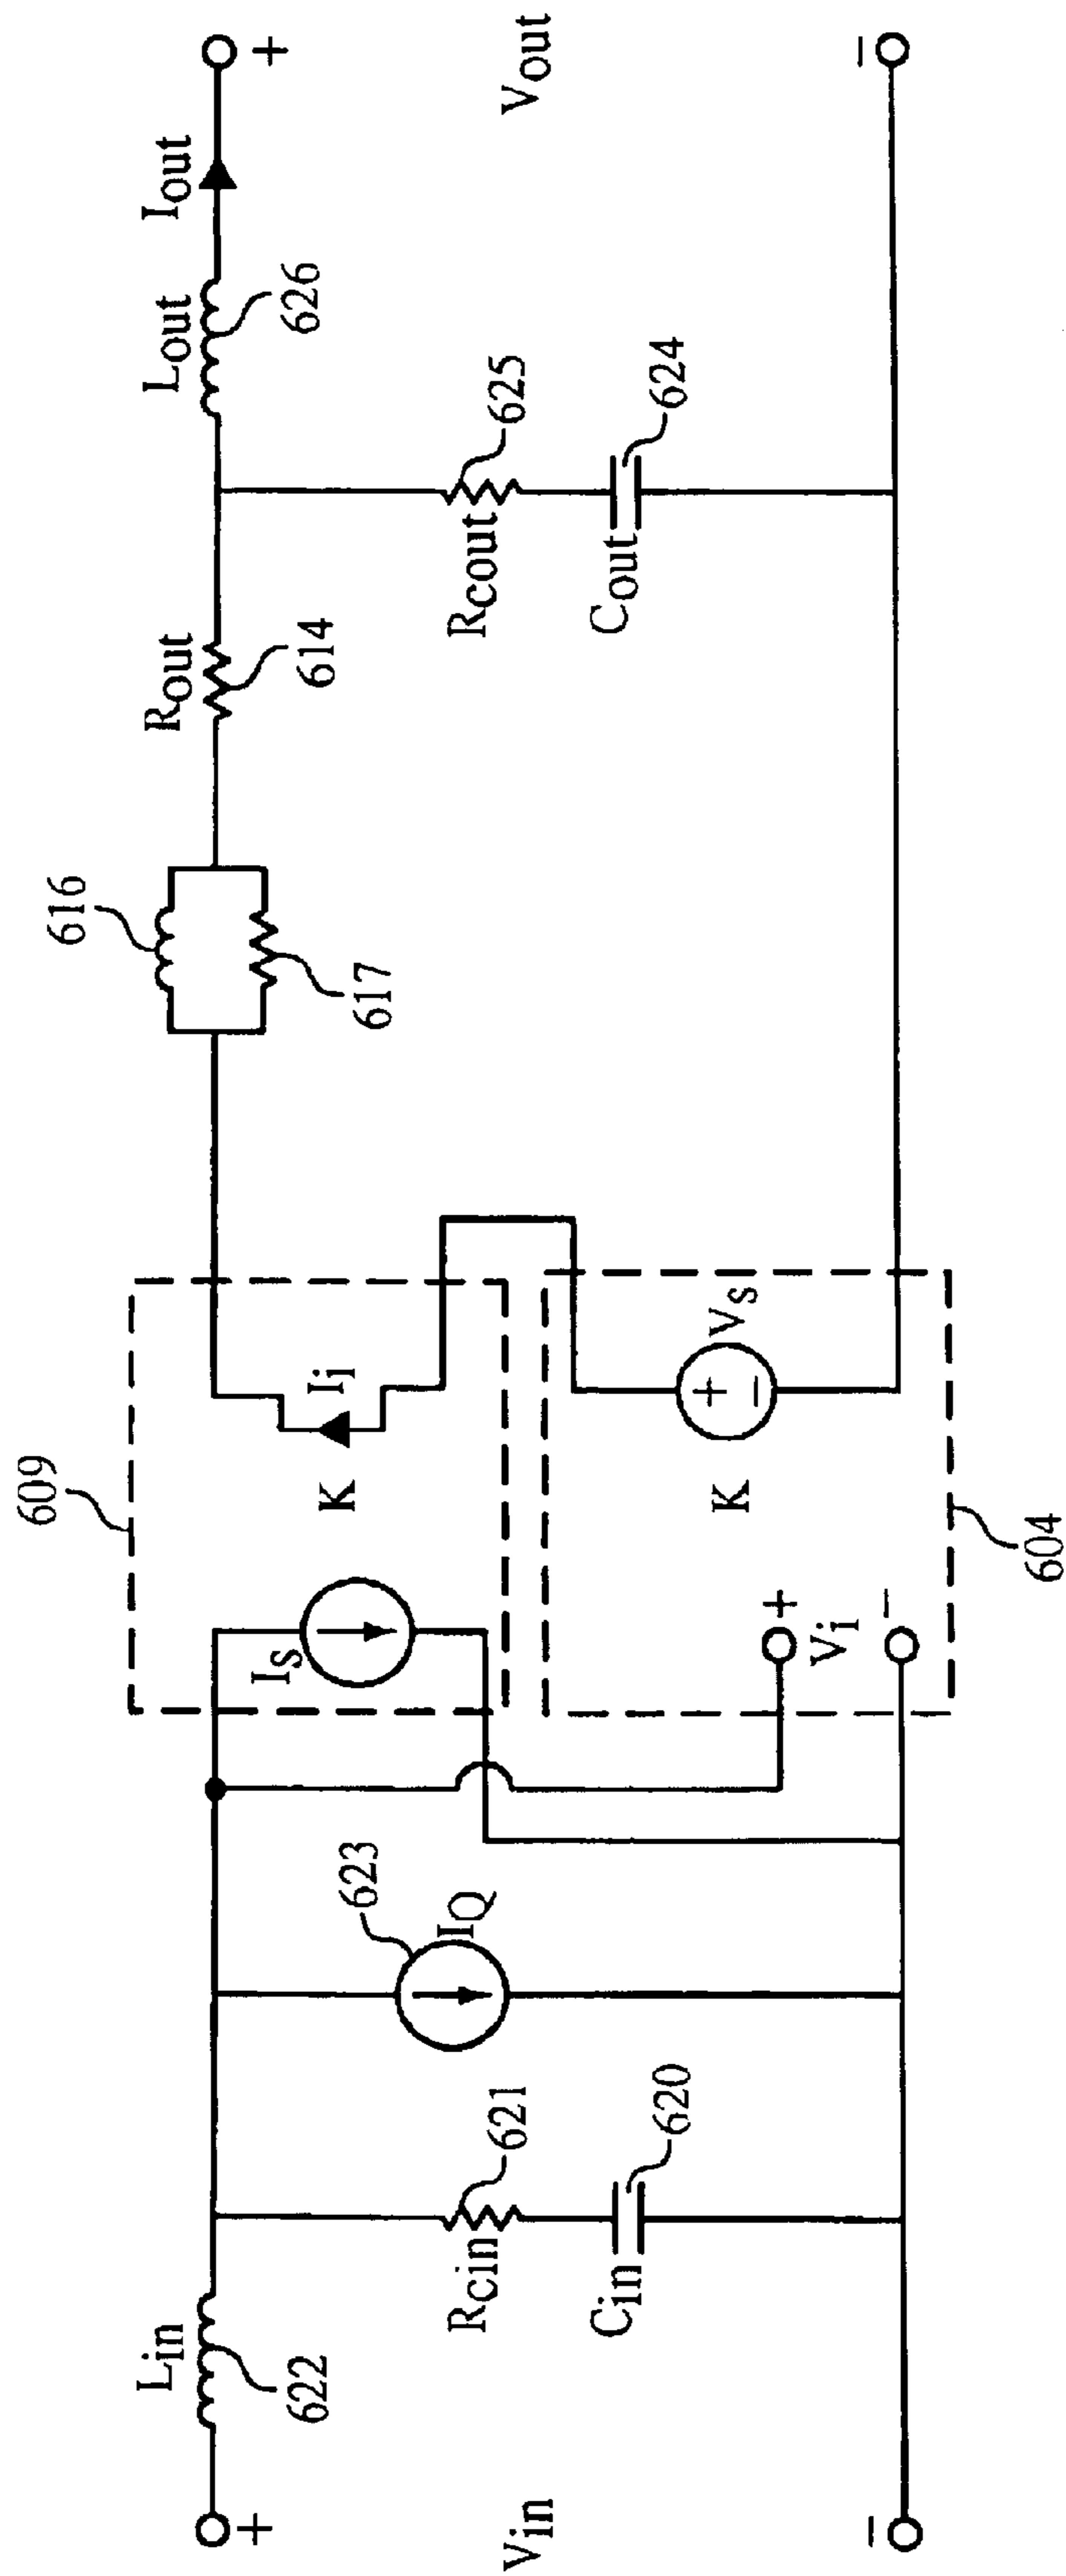 609
616
Lin
622
+
IS
K
Ii
617
Rout
614
Lout
626
Iout
+
Vin
Rcin
621
Cin
620
623
IQ
+
Vi
−
K
+
−
Vs
604
Rcout
625
Cout
624
Vout
−
−